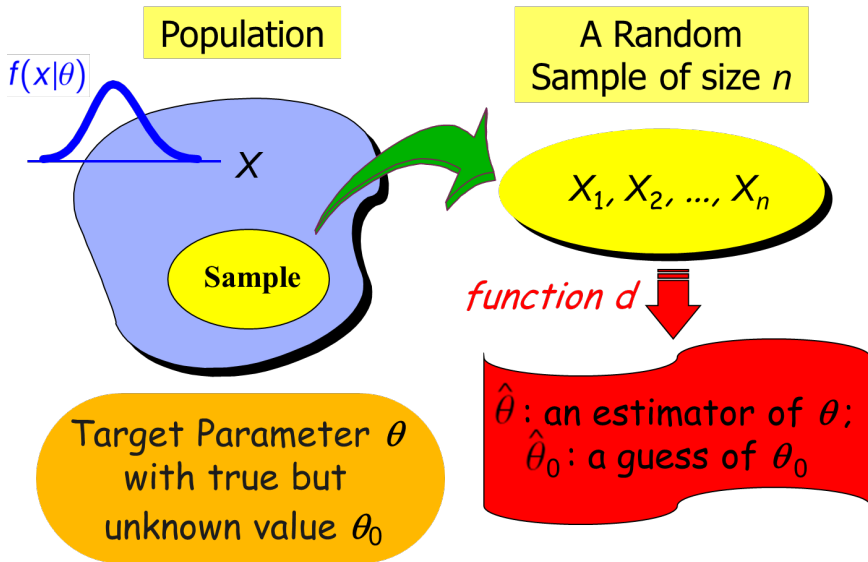 Population
f(x|θ)
X
Sample
Target Parameter θ
with true but
unknown value θ₀
A Random
Sample of size n
X₁, X₂, ..., Xₙ
function d
θ̂ : an estimator of θ;
θ̂₀ : a guess of θ₀